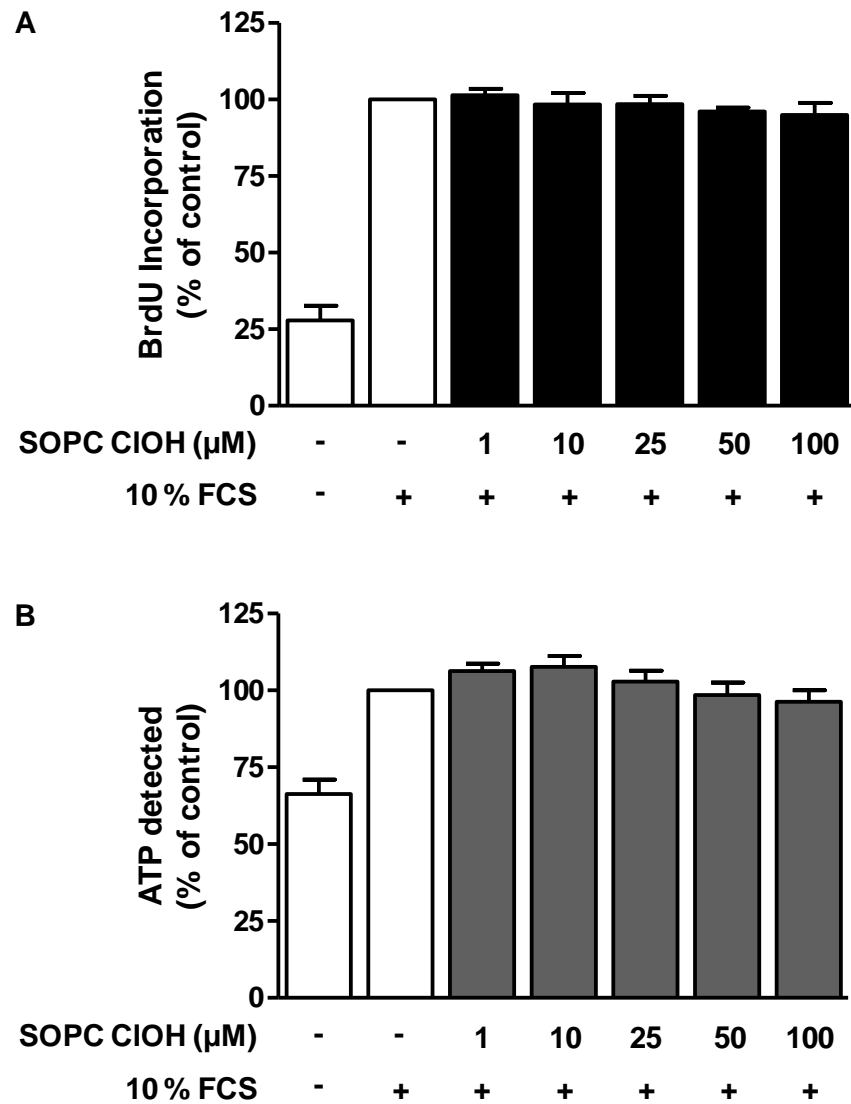 A
BrdU Incorporation
(% of control)
125
100
75
50
25
0
SOPC ClOH (µM) - - 1 10 25 50 100
10 % FCS - + + + + + +
B
ATP detected
(% of control)
125
100
75
50
25
0
SOPC ClOH (µM) - - 1 10 25 50 100
10 % FCS - + + + + + +